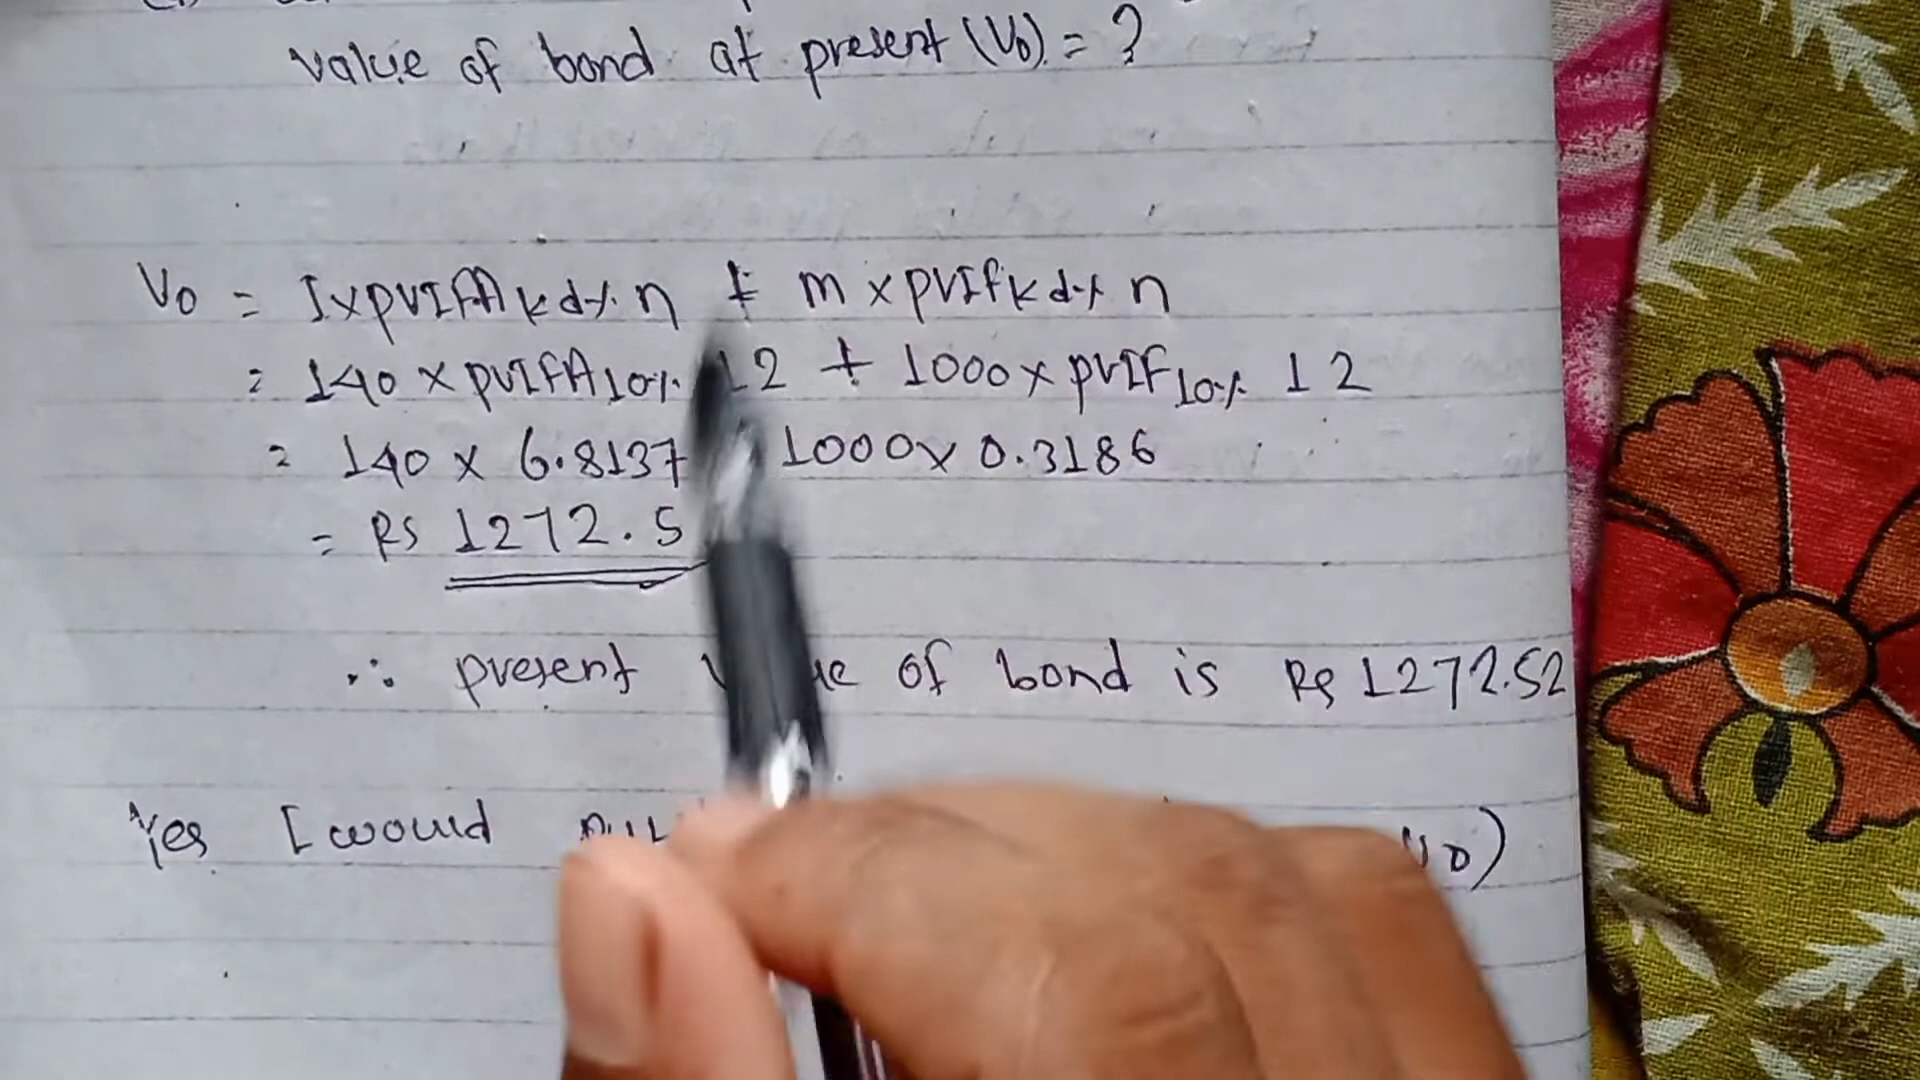 value of bond at present (V₀) = ?
V₀ = I x PVIFA kd% n + m x PVIF kd% n
= 140 x PVIFA 10% 12 + 1000 x PVIF 10% 12
= 140 x 6.8137 1000 x 0.3186
= RS 1272.5
∴ present of bond is Rs 1272.52
Yes I would